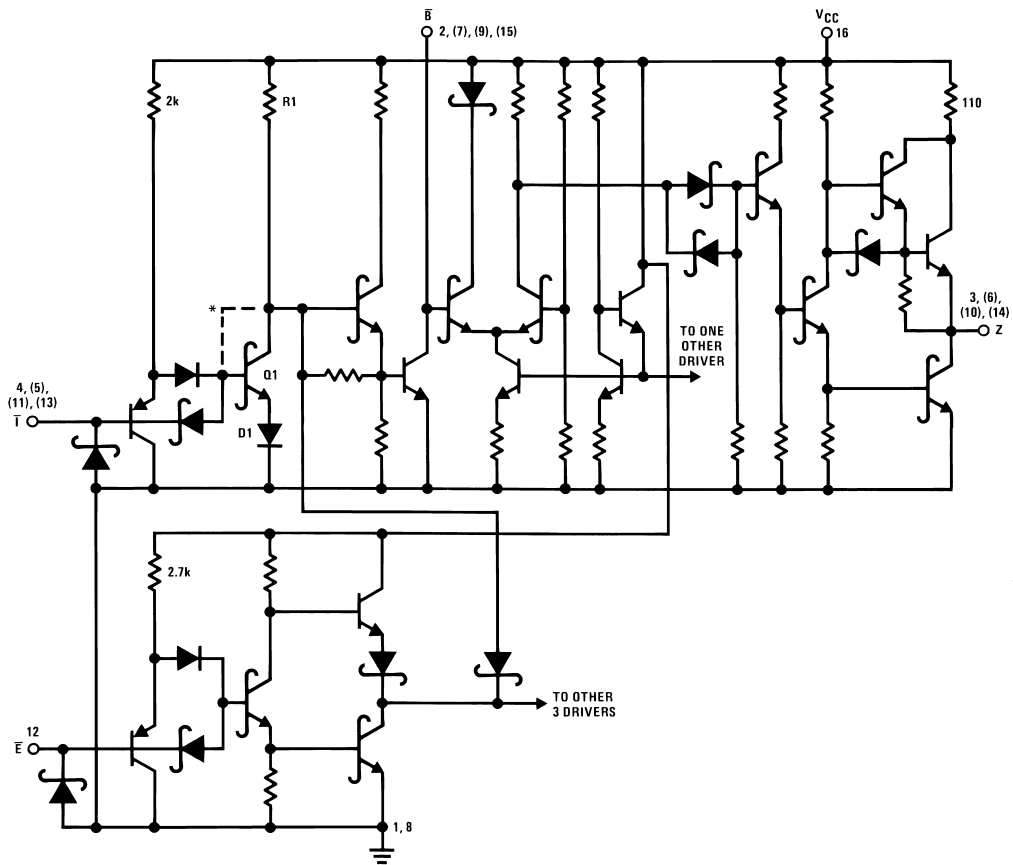 B
2, (7), (9), (15)
VCC
16
2k
R1
110
*
Q1
D1
4, (5),
(11), (13)
I
TO ONE
OTHER
DRIVER
3, (6),
(10), (14)
Z
2.7k
12
E
TO OTHER
3 DRIVERS
1, 8